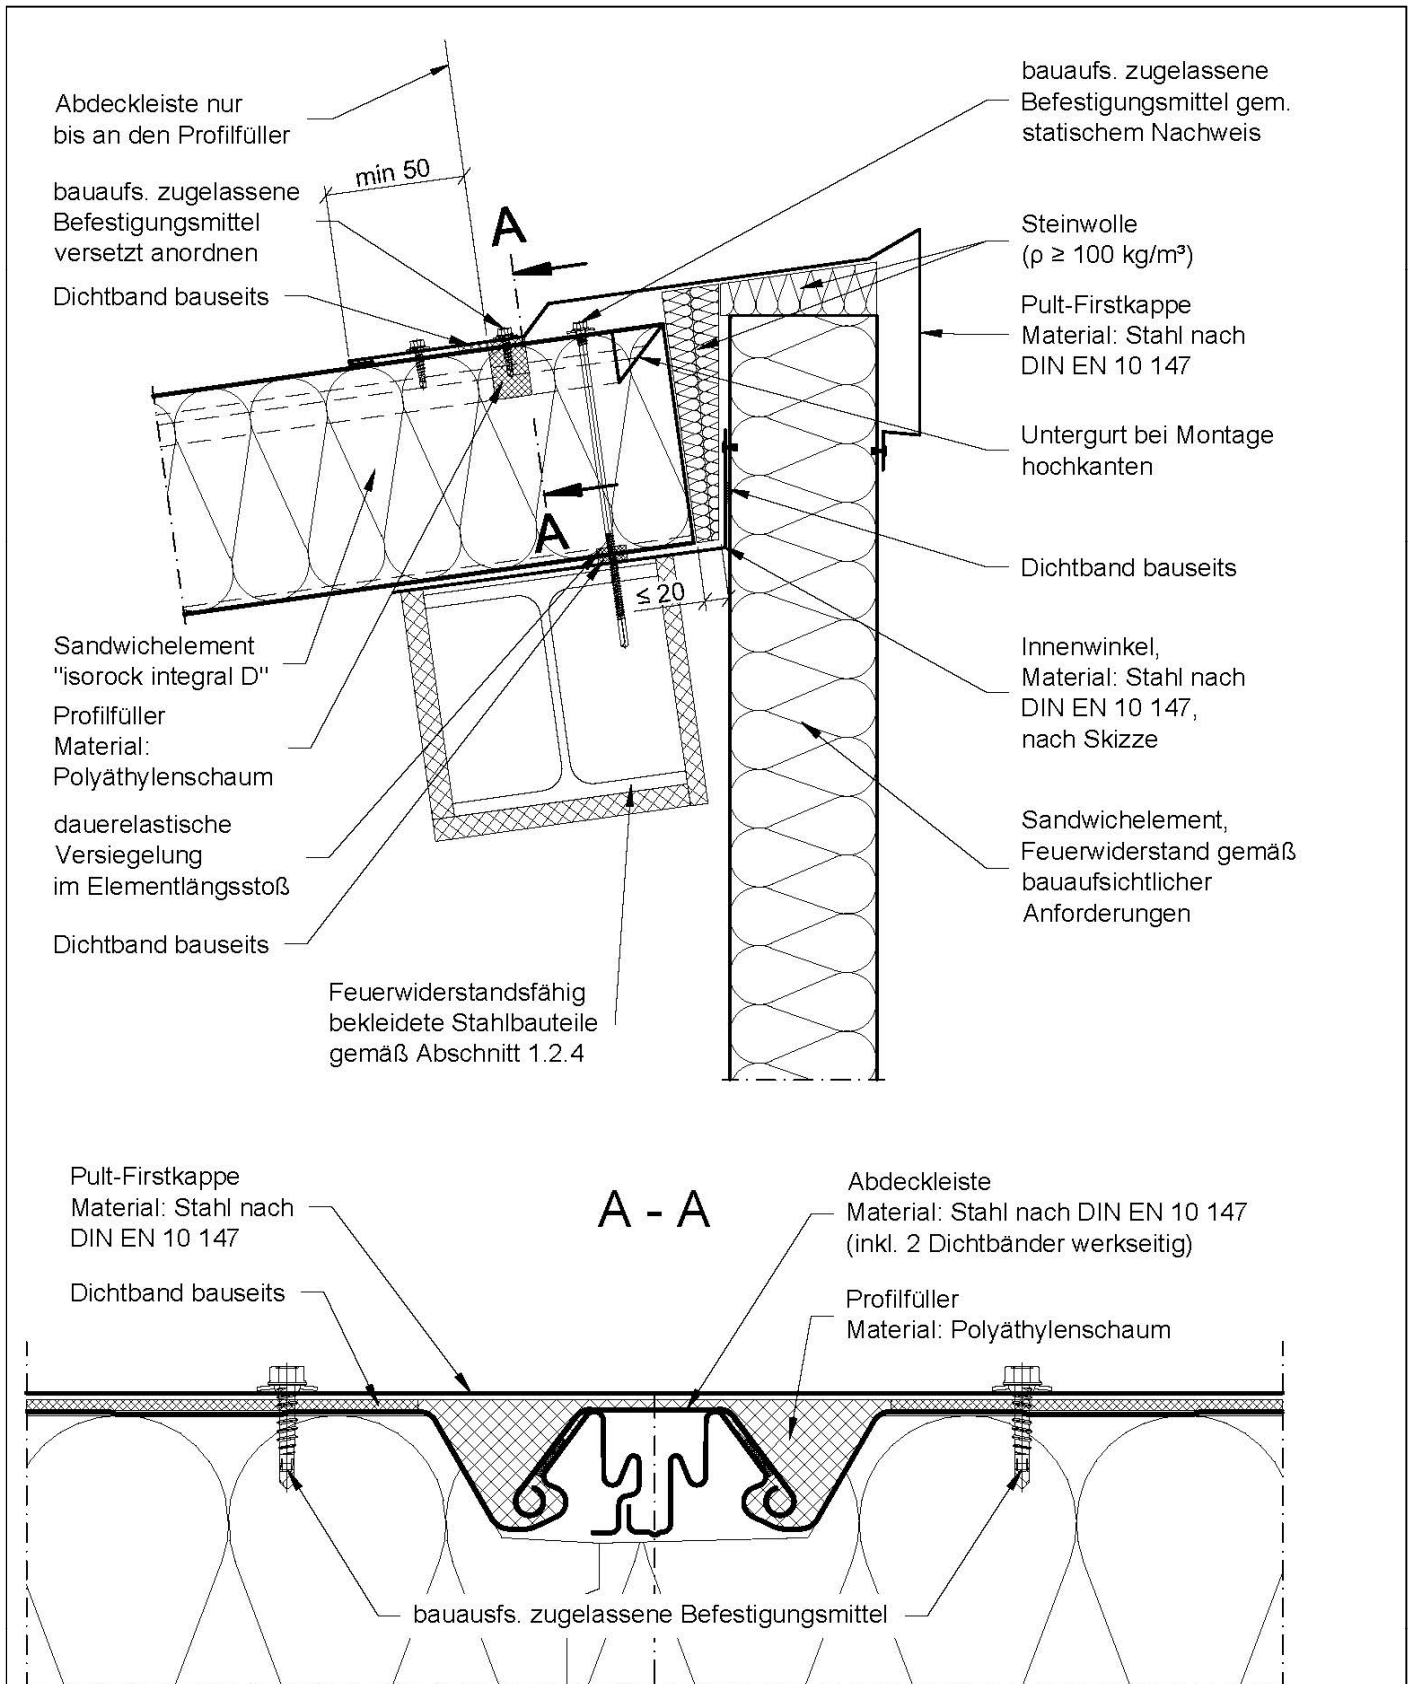 Abdeckleiste nur
bis an den Profilfüller
min 50
bauaufs. zugelassene
Befestigungsmittel
versetzt anordnen
Dichtband bauseits
A
A
bauaufs. zugelassene
Befestigungsmittel gem.
statischem Nachweis
Steinwolle
(ρ ≥ 100 kg/m³)
Pult-Firstkappe
Material: Stahl nach
DIN EN 10 147
Untergurt bei Montage
hochkanten
Dichtband bauseits
≤ 20
Innenwinkel,
Material: Stahl nach
DIN EN 10 147,
nach Skizze
Sandwichelement,
Feuerwiderstand gemäß
bauaufsichtlicher
Anforderungen
Sandwichelement
"isorock integral D"
Profilfüller
Material:
Polyäthylenschaum
dauerelastische
Versiegelung
im Elementlängsstoß
Dichtband bauseits
Feuerwiderstandsfähig
bekleidete Stahlbauteile
gemäß Abschnitt 1.2.4
Pult-Firstkappe
Material: Stahl nach
DIN EN 10 147
Dichtband bauseits
A - A
Abdeckleiste
Material: Stahl nach DIN EN 10 147
(inkl. 2 Dichtbänder werkseitig)
Profilfüller
Material: Polyäthylenschaum
bauausfs. zugelassene Befestigungsmittel